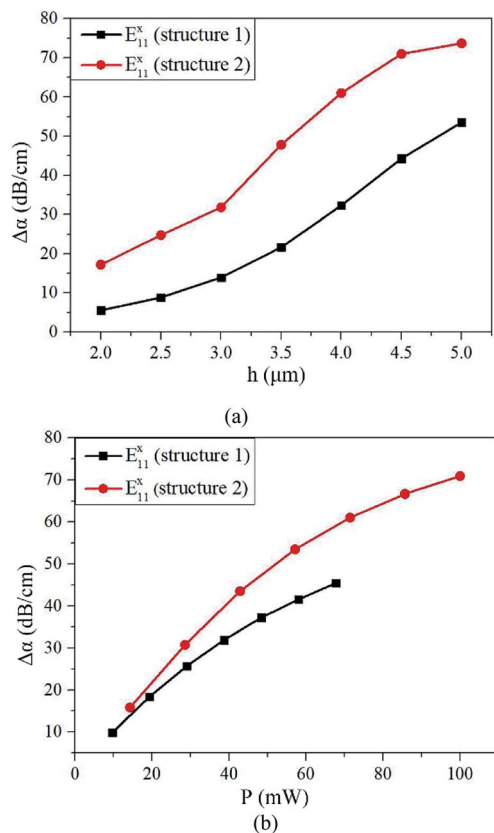 80
70
60
50
40
30
20
10
0
Δα (dB/cm)
E₁₁ˣ (structure 1)
E₁₁ˣ (structure 2)
2.0 2.5 3.0 3.5 4.0 4.5 5.0
h (μm)
(a)
80
70
60
50
40
30
20
10
Δα (dB/cm)
E₁₁ˣ (structure 1)
E₁₁ˣ (structure 2)
0 20 40 60 80 100
P (mW)
(b)